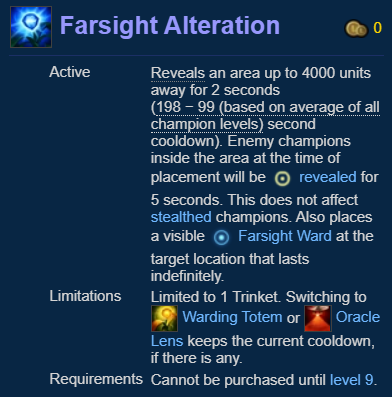 Farsight Alteration 0
Active Reveals an area up to 4000 units
away for 2 seconds
(198 − 99 (based on average of all
champion levels) second
cooldown). Enemy champions
inside the area at the time of
placement will be revealed for
5 seconds. This does not affect
stealthed champions. Also places
a visible Farsight Ward at the
target location that lasts
indefinitely.
Limitations Limited to 1 Trinket. Switching to
Warding Totem or Oracle
Lens keeps the current cooldown,
if there is any.
Requirements Cannot be purchased until level 9.